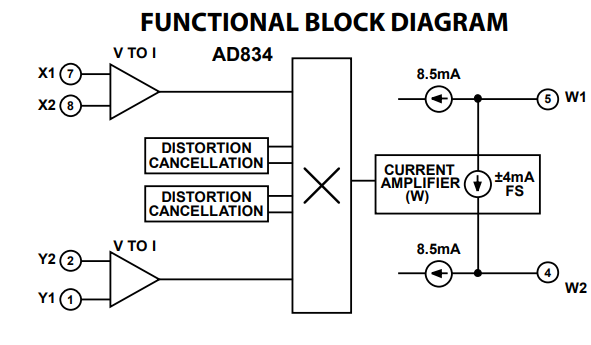 FUNCTIONAL BLOCK DIAGRAM
V TO I
AD834
X1 7
X2 8
8.5mA
5 W1
DISTORTION
CANCELLATION
DISTORTION
CANCELLATION
CURRENT
AMPLIFIER
(W)
±4mA
FS
V TO I
Y2 2
Y1 1
8.5mA
4
W2